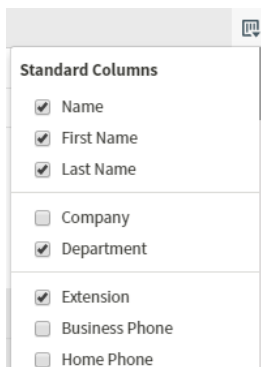 Standard Columns
Name
First Name
Last Name
Company
Department
Extension
Business Phone
Home Phone